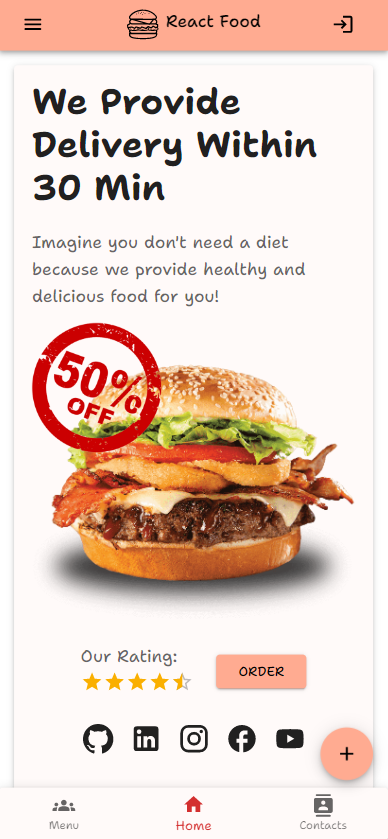 React Food
We Provide
Delivery Within
30 Min
Imagine you don't need a diet
because we provide healthy and
delicious food for you!
50%
OFF
Our Rating:
ORDER
in
+
Menu
Home
Contacts